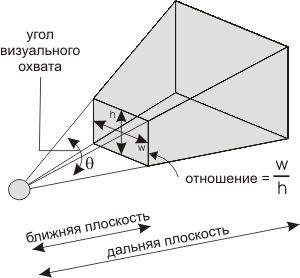 угол
визуального
охвата
h
w
θ
отношение = w/h
ближняя плоскость
дальняя плоскость